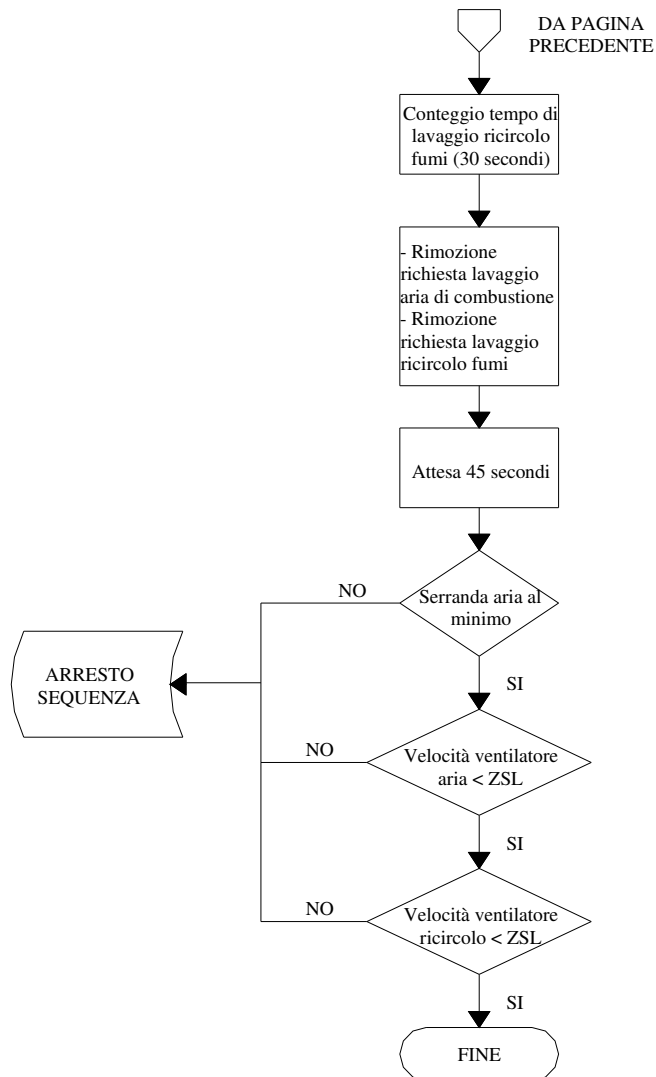 DA PAGINA
PRECEDENTE
Conteggio tempo di
lavaggio ricircolo
fumi (30 secondi)
- Rimozione
richiesta lavaggio
aria di combustione
- Rimozione
richiesta lavaggio
ricircolo fumi
Attesa 45 secondi
NO
Serranda aria al
minimo
ARRESTO
SEQUENZA
SI
NO
Velocità ventilatore
aria < ZSL
SI
NO
Velocità ventilatore
ricircolo < ZSL
SI
FINE